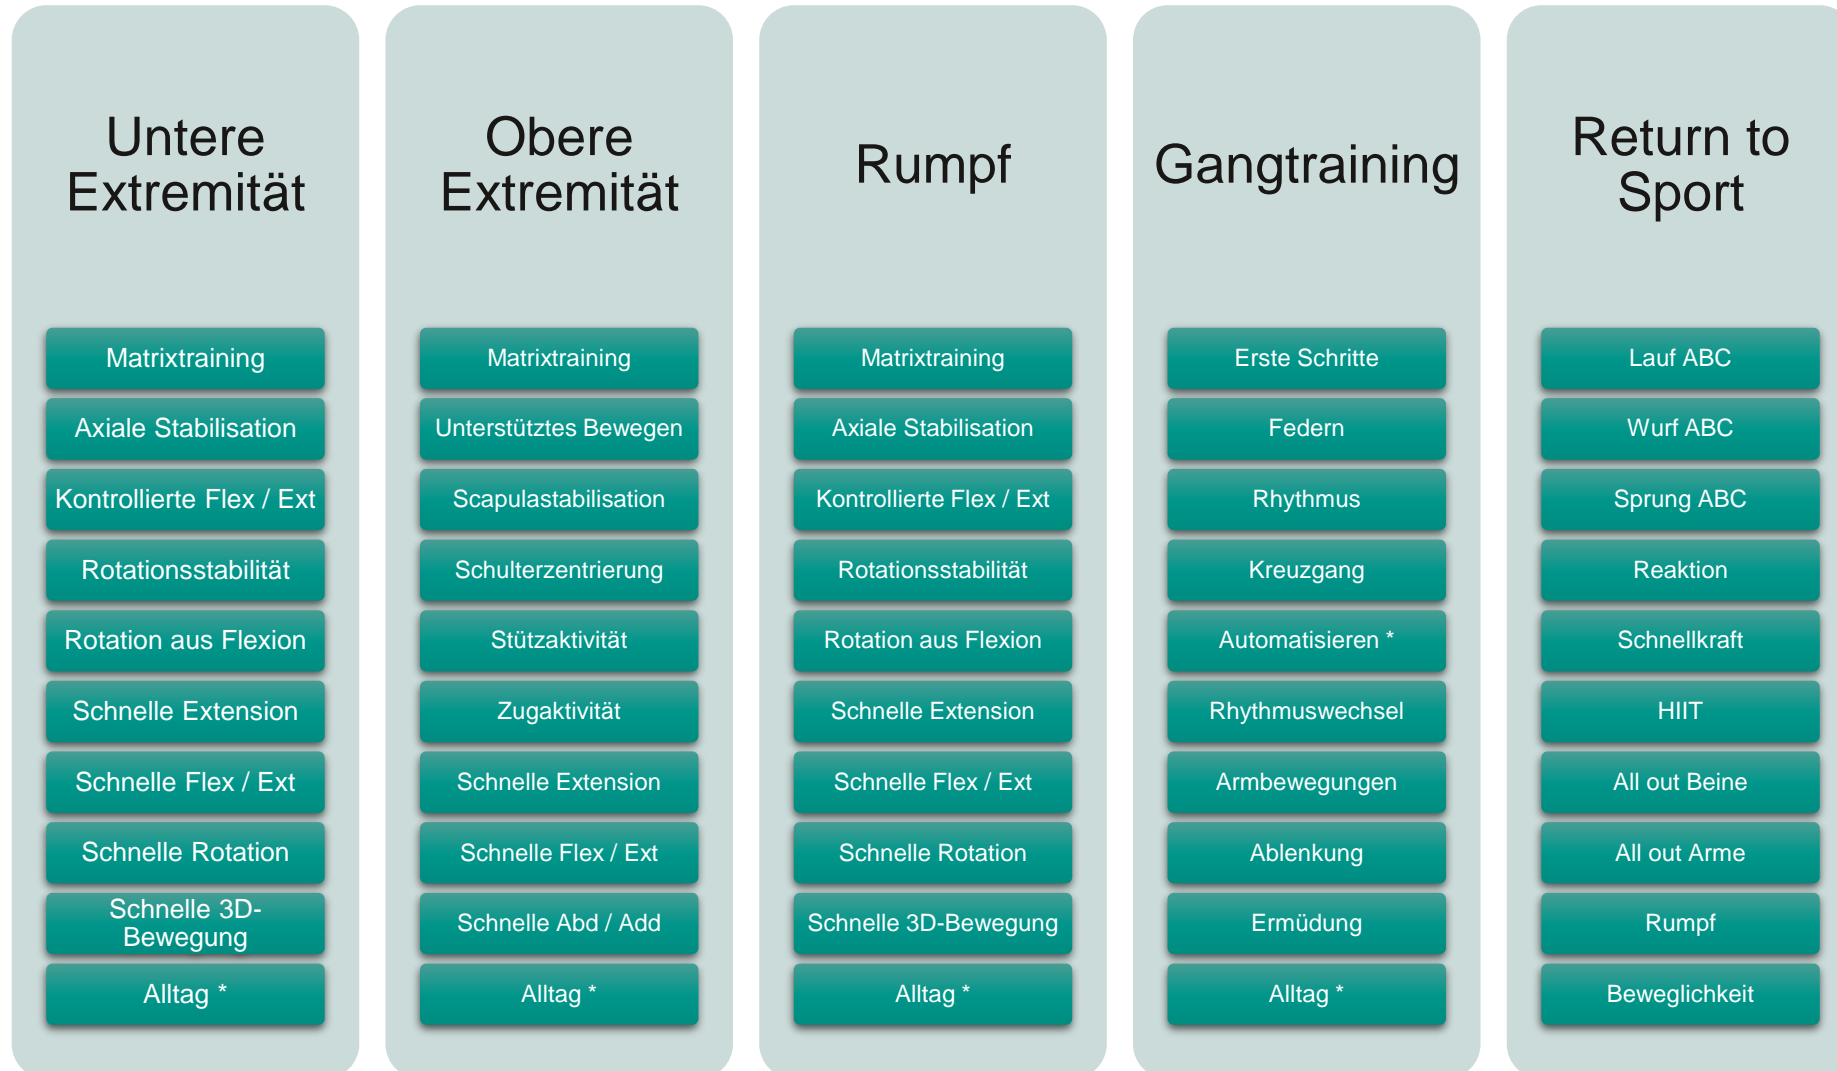 Untere
Extremität
Matrixtraining
Axiale Stabilisation
Kontrollierte Flex / Ext
Rotationsstabilität
Rotation aus Flexion
Schnelle Extension
Schnelle Flex / Ext
Schnelle Rotation
Schnelle 3D-
Bewegung
Alltag *
Obere
Extremität
Matrixtraining
Unterstütztes Bewegen
Scapulastabilisation
Schulterzentrierung
Stützaktivität
Zugaktivität
Schnelle Extension
Schnelle Flex / Ext
Schnelle Abd / Add
Alltag *
Rumpf
Matrixtraining
Axiale Stabilisation
Kontrollierte Flex / Ext
Rotationsstabilität
Rotation aus Flexion
Schnelle Extension
Schnelle Flex / Ext
Schnelle Rotation
Schnelle 3D-Bewegung
Alltag *
Gangtraining
Erste Schritte
Federn
Rhythmus
Kreuzgang
Automatisieren *
Rhythmuswechsel
Armbewegungen
Ablenkung
Ermüdung
Alltag *
Return to
Sport
Lauf ABC
Wurf ABC
Sprung ABC
Reaktion
Schnellkraft
HIIT
All out Beine
All out Arme
Rumpf
Beweglichkeit